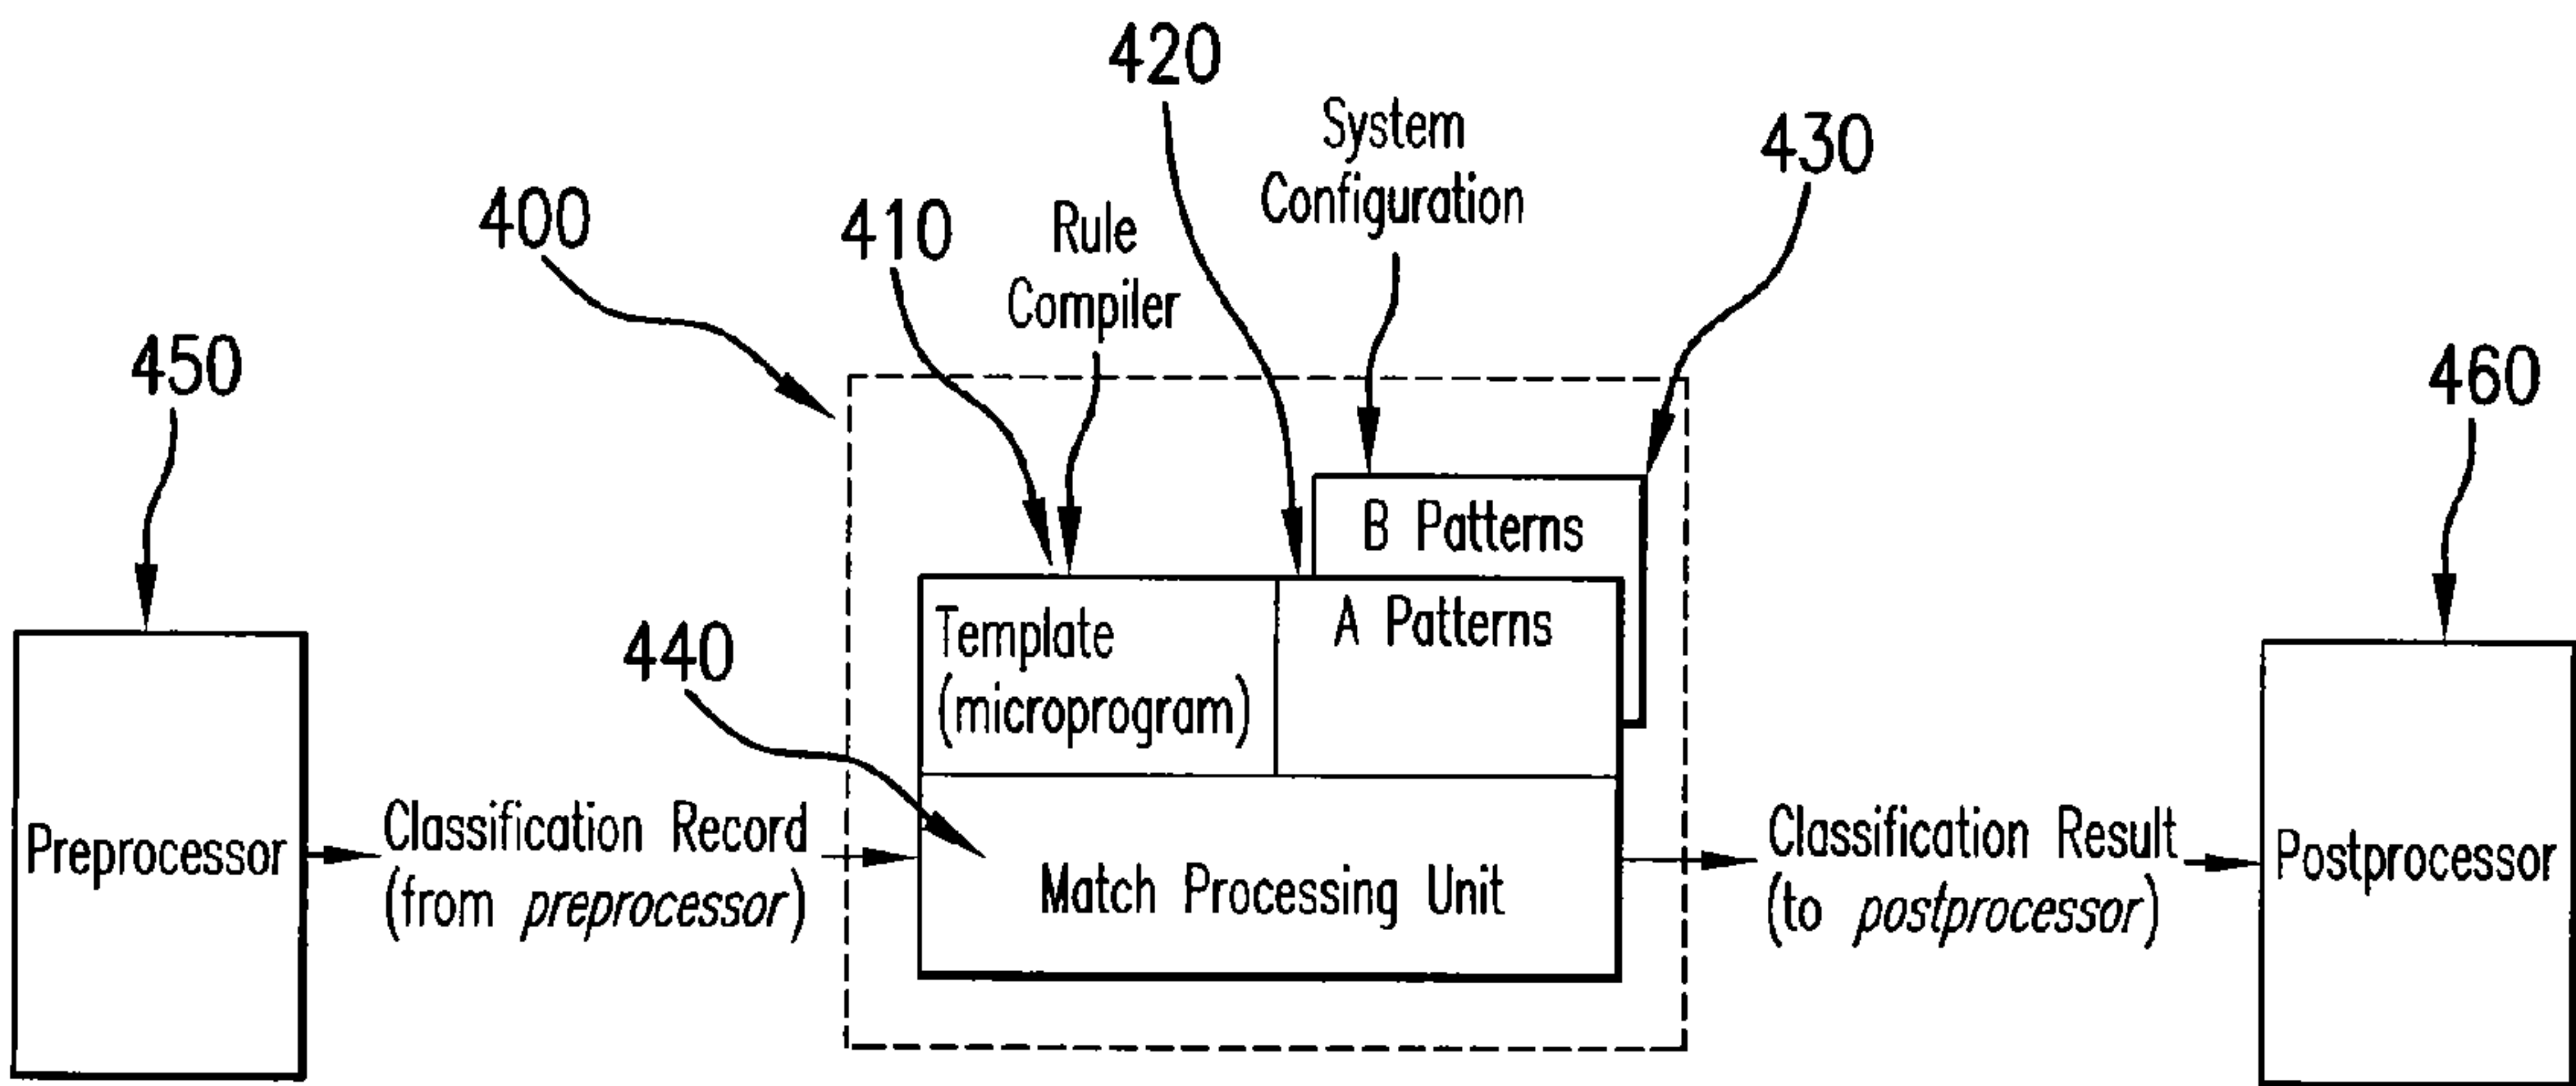 420
System
Configuration
430
400
410
Rule
Compiler
450
460
B Patterns
A Patterns
Template
(microprogram)
440
Preprocessor
Classification Record
(from preprocessor)
Match Processing Unit
Classification Result
(to postprocessor)
Postprocessor